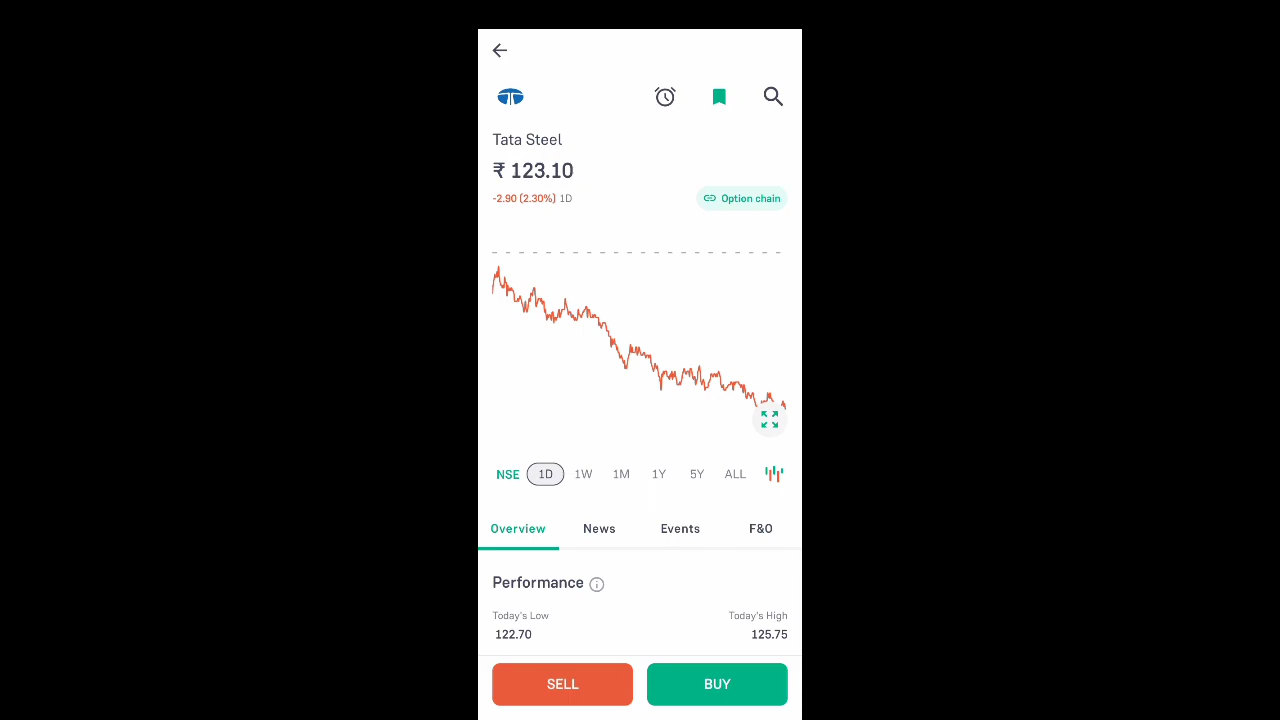 Tata Steel
₹ 123.10
-2.90 (2.30%) 1D
Option chain
NSE 1D 1W 1M 1Y 5Y ALL
Overview News Events F&O
Performance
Today's Low Today's High
122.70 125.75
SELL BUY